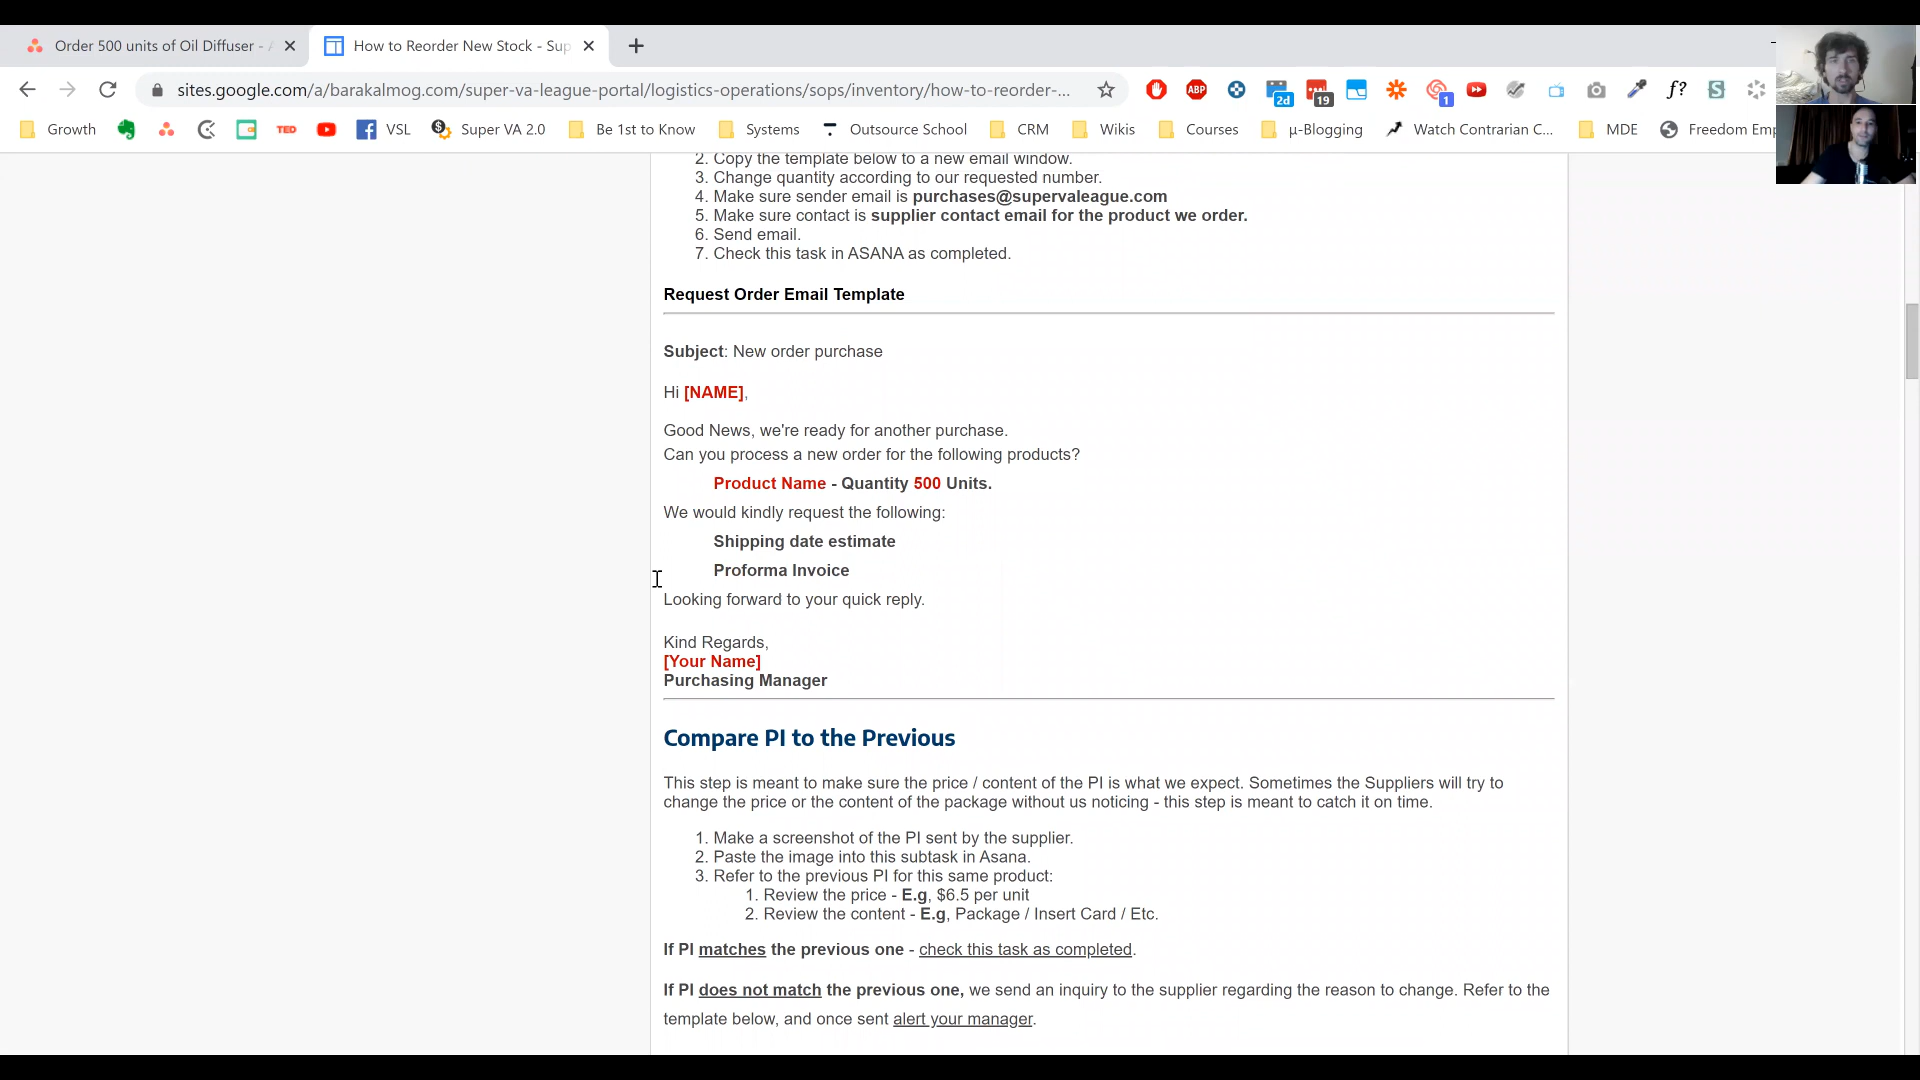 Order 500 units of Oil Diffuser - A
How to Reorder New Stock - Sup
sites.google.com/a/barakalmog.com/super-va-league-portal/logistics-operations/sops/inventory/how-to-reorder-...
ABP
2d
19
1
f?
S
Growth
TED
VSL
Super VA 2.0
Be 1st to Know
Systems
Outsource School
CRM
Wikis
Courses
µ-Blogging
Watch Contrarian C...
MDE
Freedom Emp
2. Copy the template below to a new email window.
3. Change quantity according to our requested number.
4. Make sure sender email is purchases@supervaleague.com
5. Make sure contact is supplier contact email for the product we order.
6. Send email.
7. Check this task in ASANA as completed.
Request Order Email Template
Subject: New order purchase
Hi [NAME],
Good News, we're ready for another purchase.
Can you process a new order for the following products?
Product Name - Quantity 500 Units.
We would kindly request the following:
Shipping date estimate
Proforma Invoice
Looking forward to your quick reply.
Kind Regards,
[Your Name]
Purchasing Manager
Compare PI to the Previous
This step is meant to make sure the price / content of the PI is what we expect. Sometimes the Suppliers will try to
change the price or the content of the package without us noticing - this step is meant to catch it on time.
1. Make a screenshot of the PI sent by the supplier.
2. Paste the image into this subtask in Asana.
3. Refer to the previous PI for this same product:
1. Review the price - E.g, $6.5 per unit
2. Review the content - E.g, Package / Insert Card / Etc.
If PI matches the previous one - check this task as completed.
If PI does not match the previous one, we send an inquiry to the supplier regarding the reason to change. Refer to the
template below, and once sent alert your manager.